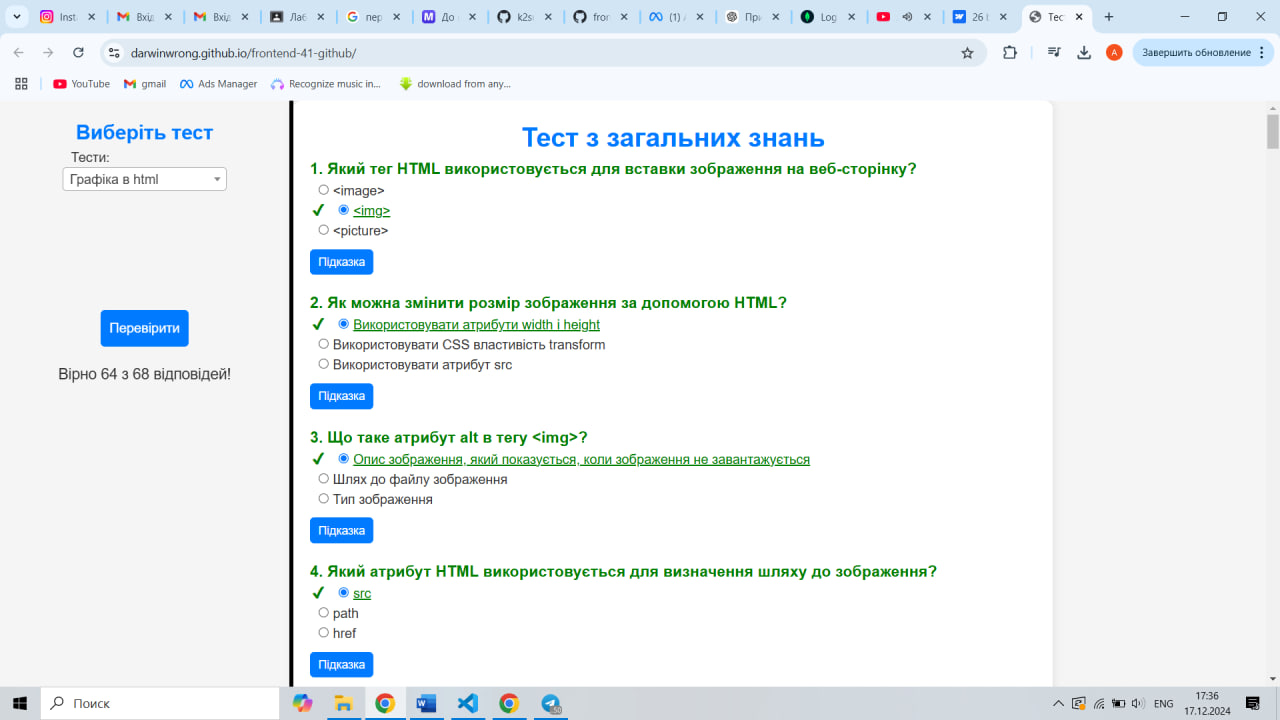 Insta
Вхід
Вхід
Лаб
пер
До
k2s
fron
(1)
При
Log
26 t
Тес
darwinwrong.github.io/frontend-41-github/
A
Завершить обновление
YouTube
gmail
Ads Manager
Recognize music in...
download from any...
Виберіть тест
Тести:
Графіка в html
Перевірити
Вірно 64 з 68 відповідей!
Тест з загальних знань
1. Який тег HTML використовується для вставки зображення на веб-сторінку?
<image>
✔ <img>
<picture>
Підказка
2. Як можна змінити розмір зображення за допомогою HTML?
✔ Використовувати атрибути width і height
Використовувати CSS властивість transform
Використовувати атрибут src
Підказка
3. Що таке атрибут alt в тегу <img>?
✔ Опис зображення, який показується, коли зображення не завантажується
Шлях до файлу зображення
Тип зображення
Підказка
4. Який атрибут HTML використовується для визначення шляху до зображення?
✔ src
path
href
Підказка
Поиск
ENG
17:36
17.12.2024